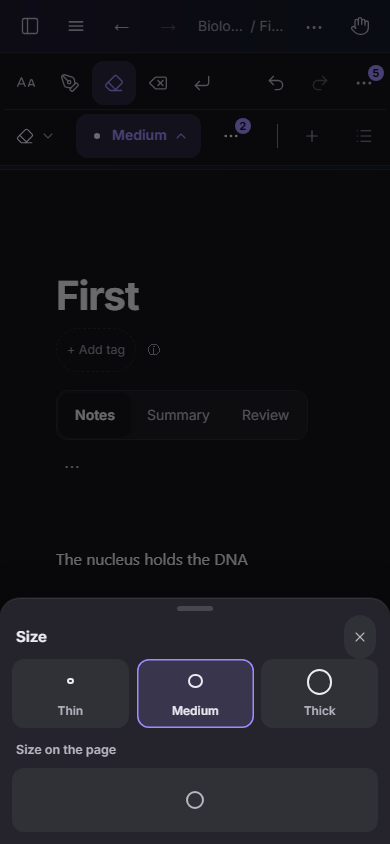 Biolo... / Fi...
AA
5
Medium
2
First
+ Add tag
Notes Summary Review
The nucleus holds the DNA
Size
Thin Medium Thick
Size on the page